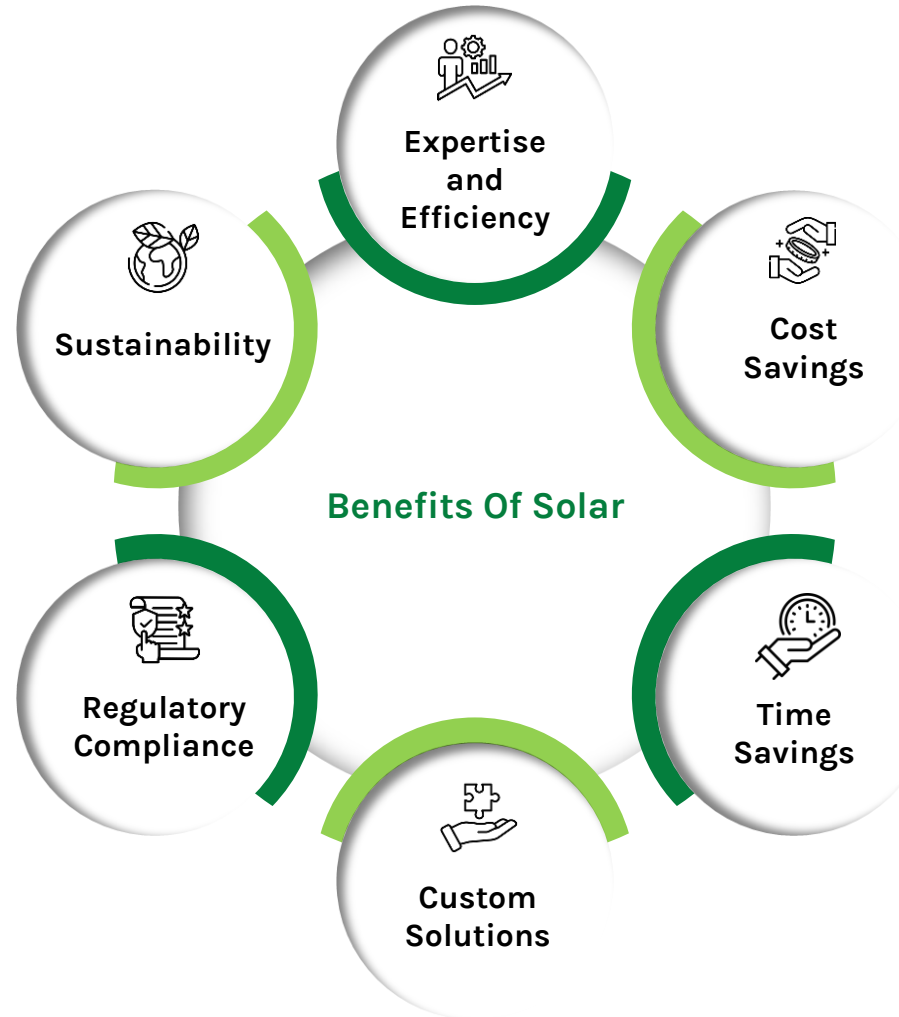 Expertise
and
Efficiency
Sustainability
Cost
Savings
Benefits Of Solar
Regulatory
Compliance
Time
Savings
Custom
Solutions